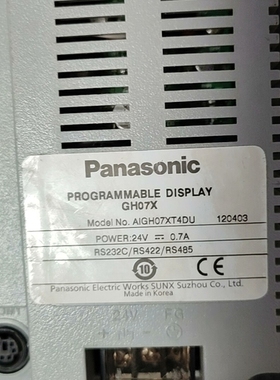 Panasonic
PROGRAMMABLE DISPLAY
GH07X
Model No. AIGH07XT4DU 120403
POWER:24V ⎓ 0.7A
RS232C/RS422/RS485
10
Panasonic Electric Works SUNX Suzhou Co., Ltd.
Made in Korea
24V FG